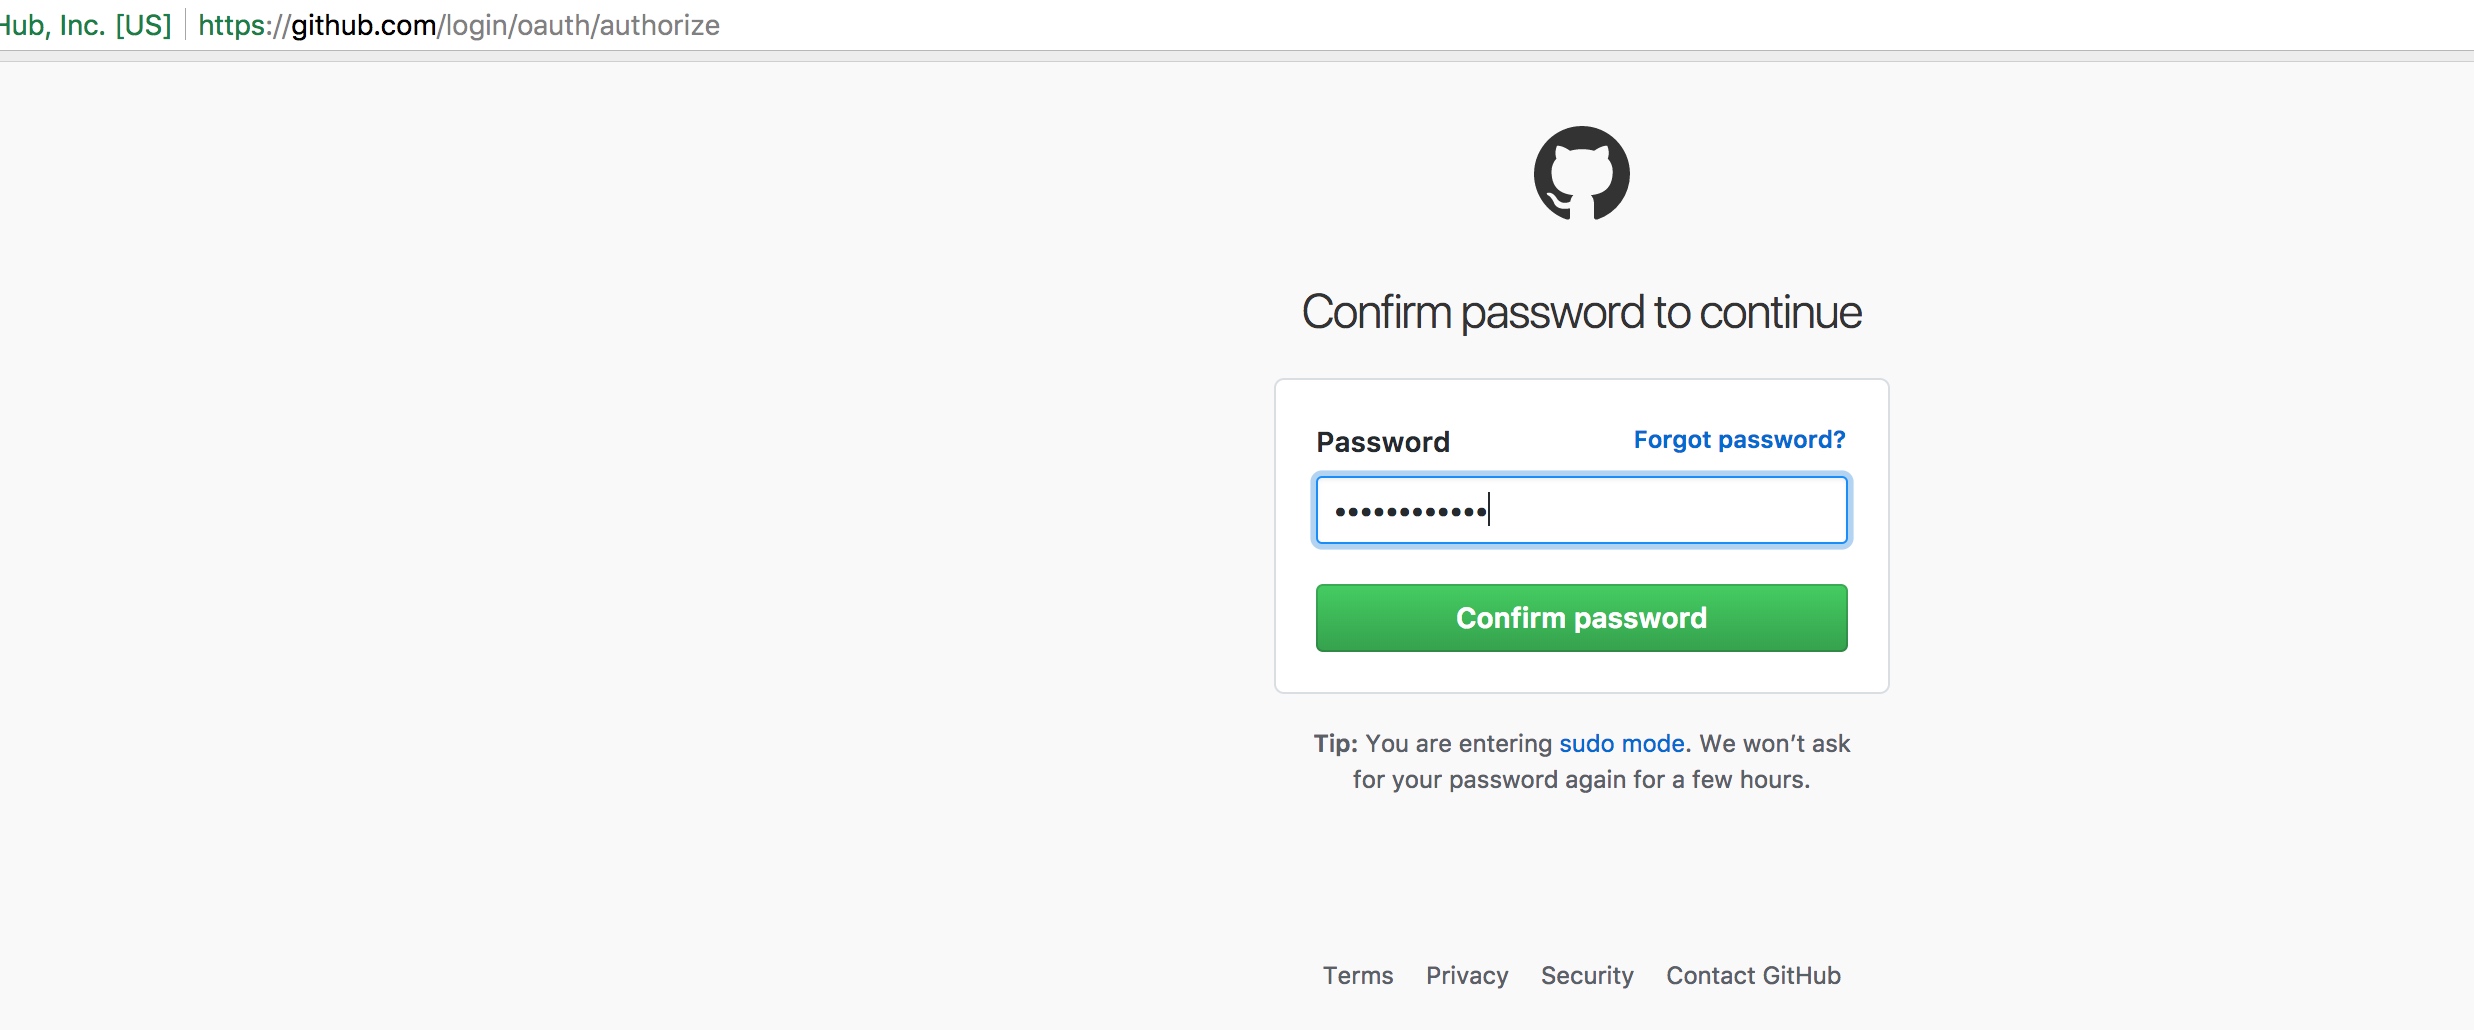 Hub, Inc. [US] https://github.com/login/oauth/authorize
Confirm password to continue
Password Forgot password?
••••••••••••
Confirm password
Tip: You are entering sudo mode. We won’t ask
for your password again for a few hours.
Terms Privacy Security Contact GitHub